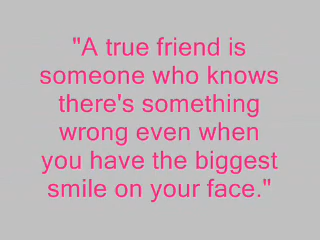 "A true friend is
someone who knows
there's something
wrong even when
you have the biggest
smile on your face."